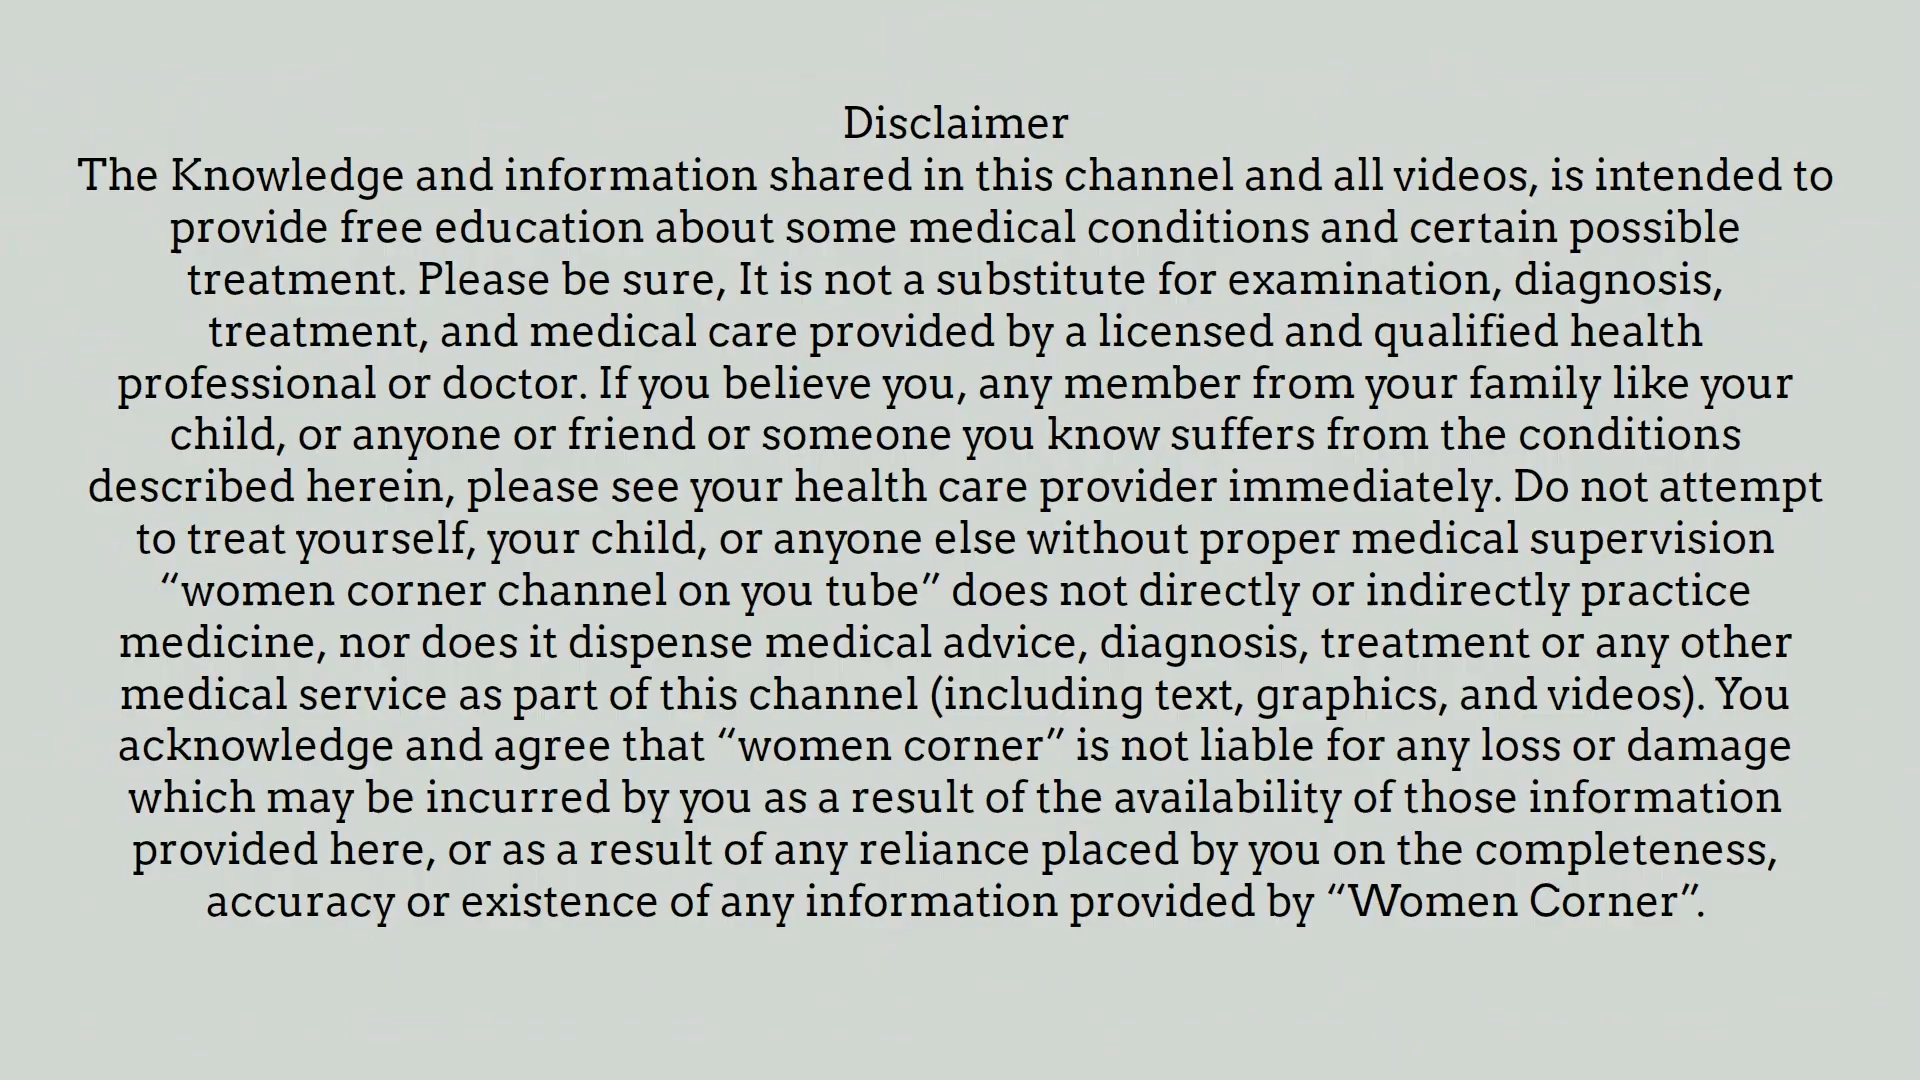 Disclaimer
The Knowledge and information shared in this channel and all videos, is intended to
provide free education about some medical conditions and certain possible
treatment. Please be sure, It is not a substitute for examination, diagnosis,
treatment, and medical care provided by a licensed and qualified health
professional or doctor. If you believe you, any member from your family like your
child, or anyone or friend or someone you know suffers from the conditions
described herein, please see your health care provider immediately. Do not attempt
to treat yourself, your child, or anyone else without proper medical supervision
“women corner channel on you tube” does not directly or indirectly practice
medicine, nor does it dispense medical advice, diagnosis, treatment or any other
medical service as part of this channel (including text, graphics, and videos). You
acknowledge and agree that “women corner” is not liable for any loss or damage
which may be incurred by you as a result of the availability of those information
provided here, or as a result of any reliance placed by you on the completeness,
accuracy or existence of any information provided by “Women Corner”.